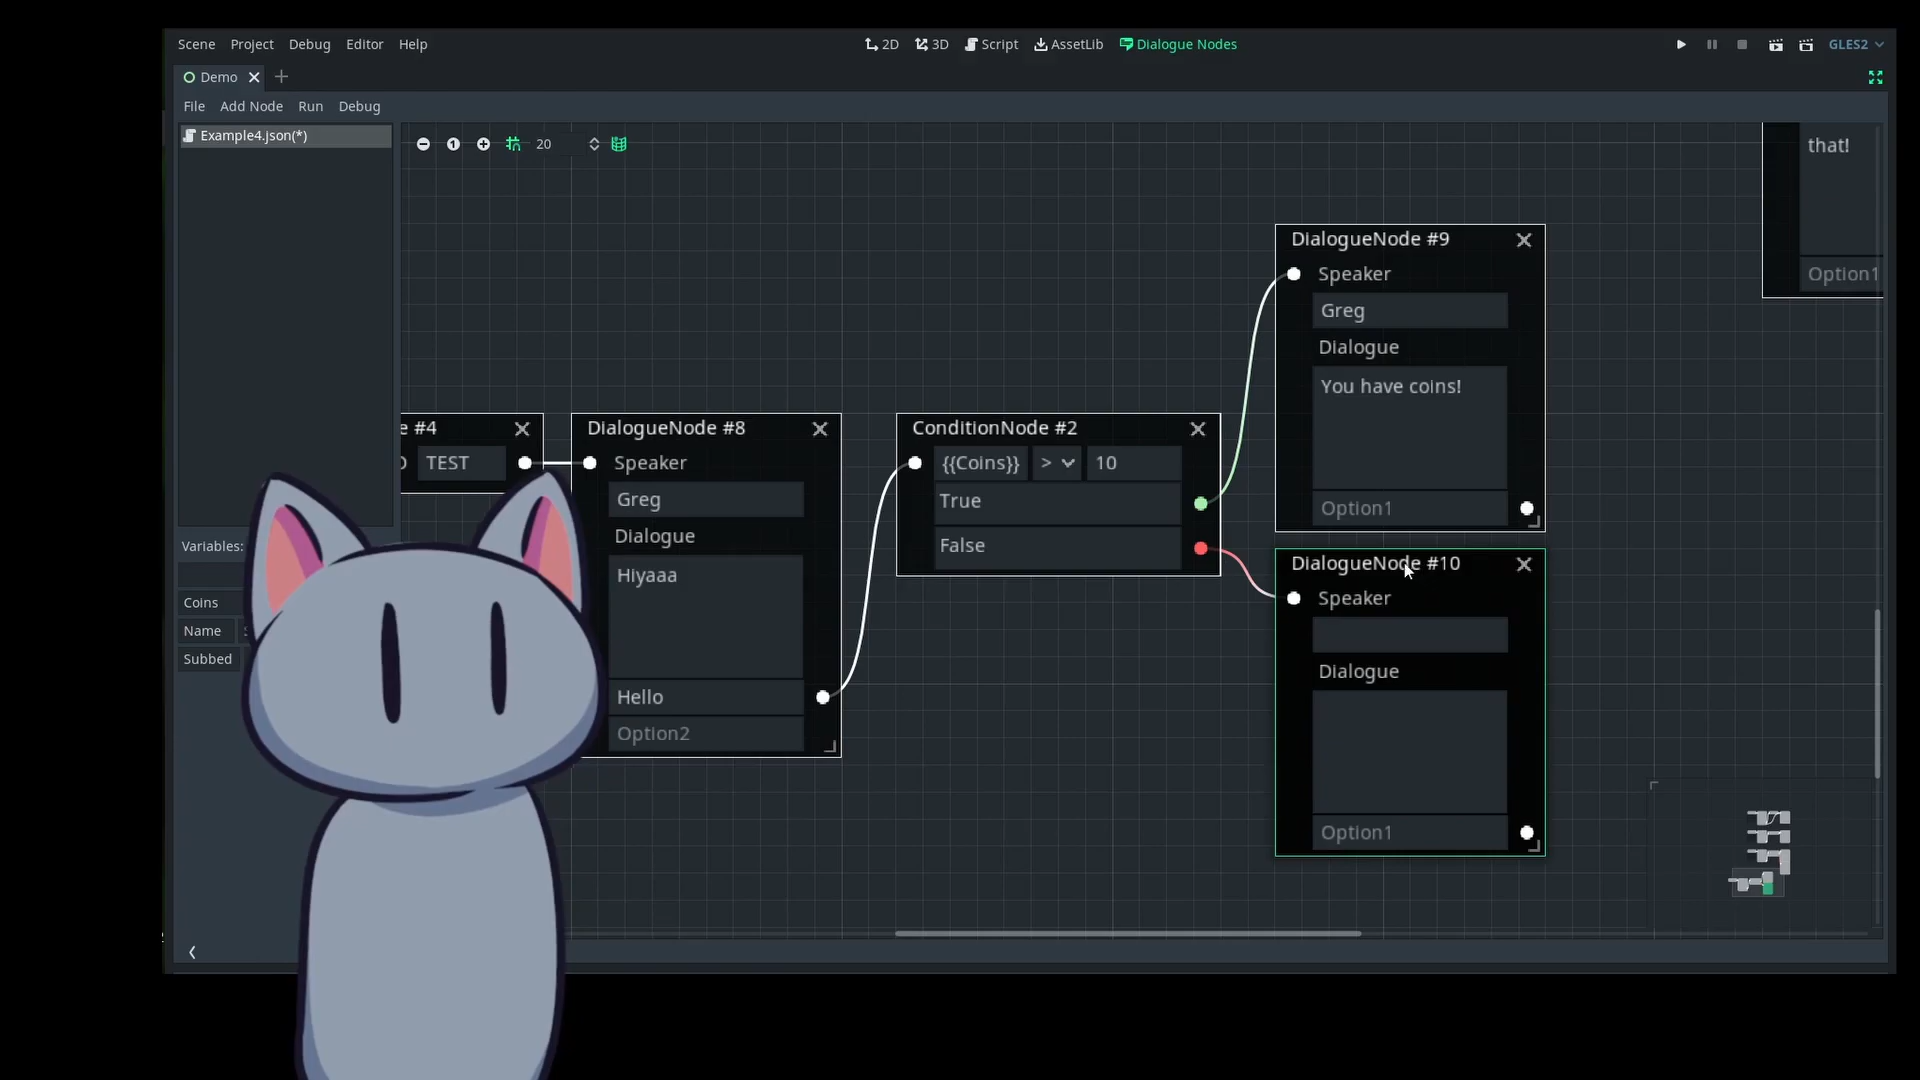 Scene Project Debug Editor Help 2D 3D Script AssetLib Dialogue Nodes GLES2
Demo
File Add Node Run Debug
Example4.json(*)
1 20
that!
Option1
DialogueNode #9
Speaker
Greg
Dialogue
You have coins!
Option1
e #4
TEST
DialogueNode #8
Speaker
Greg
Dialogue
Hiyaaa
Hello
Option2
ConditionNode #2
{{Coins}} > 10
True
False
DialogueNode #10
Speaker
Dialogue
Option1
Variables:
Coins
Name
Subbed